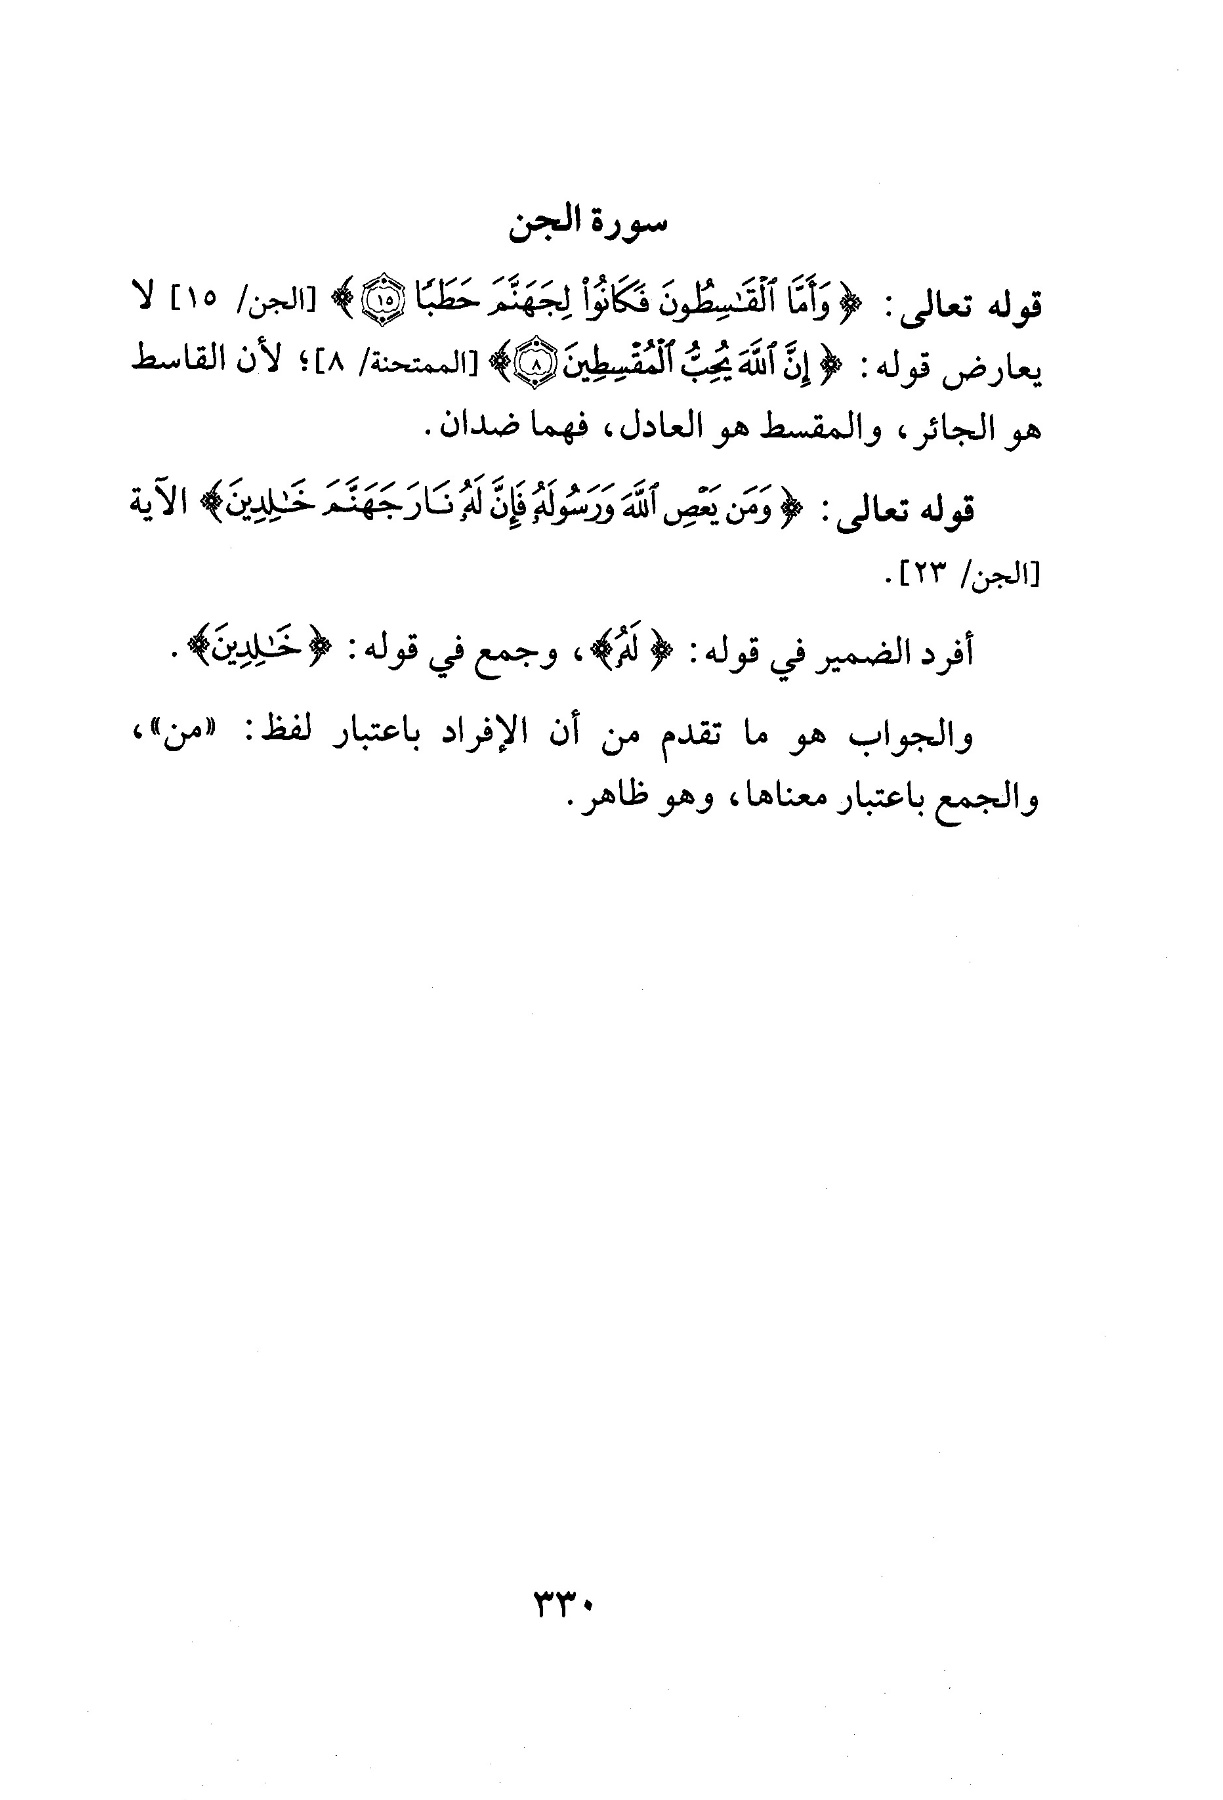 سورة الجن
قوله تعالى: ﴿وَأَمَّا ٱلْقَـٰسِطُونَ فَكَانُوا۟ لِجَهَنَّمَ حَطَبًا ١٥﴾ [الجن/ ١٥] لا
يعارض قوله: ﴿إِنَّ ٱللَّهَ يُحِبُّ ٱلْمُقْسِطِينَ ٨﴾ [الممتحنة/ ٨]؛ لأن القاسط
هو الجائر، والمقسط هو العادل، فهما ضدان.
قوله تعالى: ﴿وَمَن يَعْصِ ٱللَّهَ وَرَسُولَهُۥ فَإِنَّ لَهُۥ نَارَ جَهَنَّمَ خَـٰلِدِينَ﴾ الآية
[الجن/ ٢٣].
أفرد الضمير في قوله: ﴿لَهُۥ﴾، وجمع في قوله: ﴿خَـٰلِدِينَ﴾.
والجواب هو ما تقدم من أن الإفراد باعتبار لفظ: «من»،
والجمع باعتبار معناها، وهو ظاهر.
٣٣٠